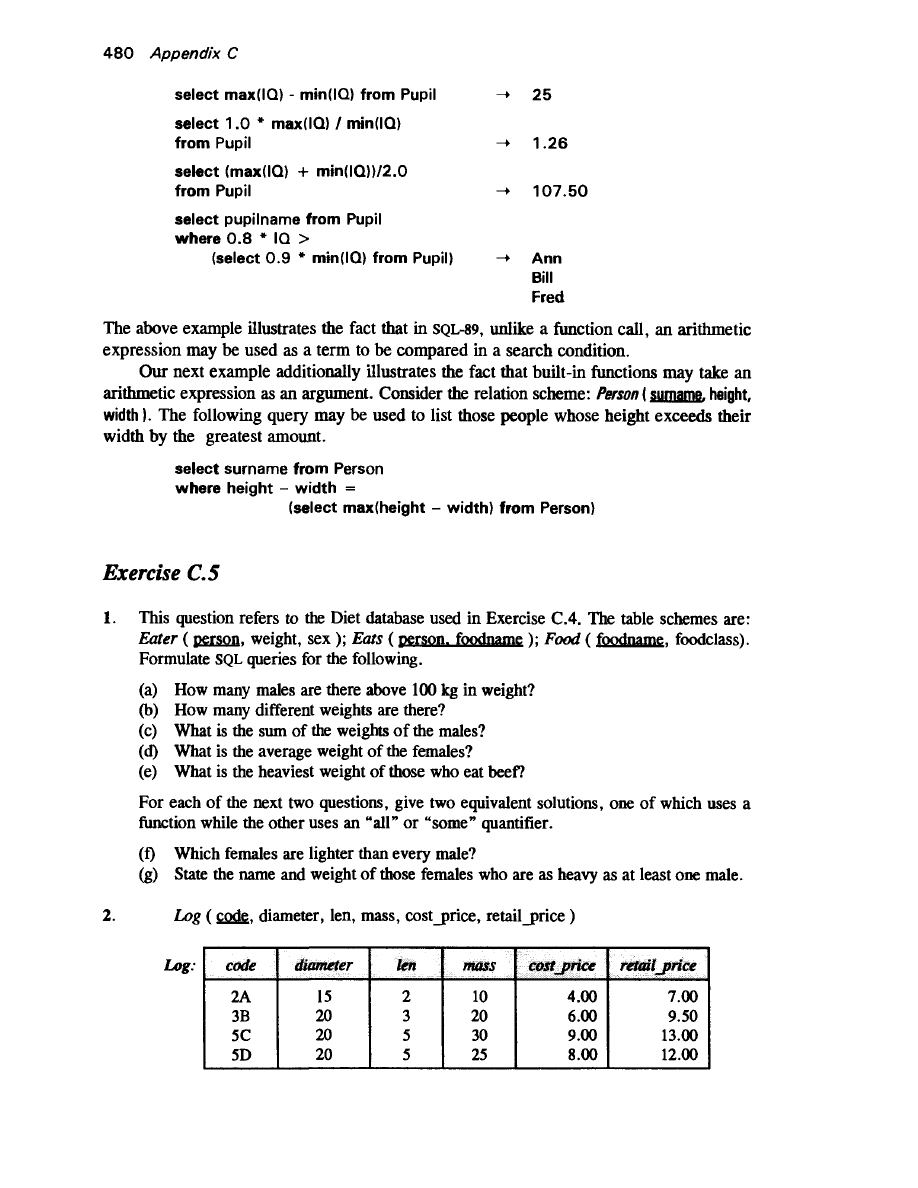 480 Appendix C
select max(IQ) - min(IQ) from Pupil → 25
select 1.0 * max(IQ) / min(IQ)
from Pupil → 1.26
select (max(IQ) + min(IQ))/2.0
from Pupil → 107.50
select pupilname from Pupil
where 0.8 * IQ >
(select 0.9 * min(IQ) from Pupil) → Ann
Bill
Fred
The above example illustrates the fact that in SQL-89, unlike a function call, an arithmetic
expression may be used as a term to be compared in a search condition.
Our next example additionally illustrates the fact that built-in functions may take an
arithmetic expression as an argument. Consider the relation scheme: Person ( surname, height,
width ). The following query may be used to list those people whose height exceeds their
width by the greatest amount.
select surname from Person
where height – width =
(select max(height – width) from Person)
Exercise C.5
1. This question refers to the Diet database used in Exercise C.4. The table schemes are:
Eater ( person, weight, sex ); Eats ( person, foodname ); Food ( foodname, foodclass).
Formulate SQL queries for the following.
(a) How many males are there above 100 kg in weight?
(b) How many different weights are there?
(c) What is the sum of the weights of the males?
(d) What is the average weight of the females?
(e) What is the heaviest weight of those who eat beef?
For each of the next two questions, give two equivalent solutions, one of which uses a
function while the other uses an “all” or “some” quantifier.
(f) Which females are lighter than every male?
(g) State the name and weight of those females who are as heavy as at least one male.
2. Log ( code, diameter, len, mass, cost_price, retail_price )
Log: code diameter len mass cost_price retail_price
2A 15 2 10 4.00 7.00
3B 20 3 20 6.00 9.50
5C 20 5 30 9.00 13.00
5D 20 5 25 8.00 12.00